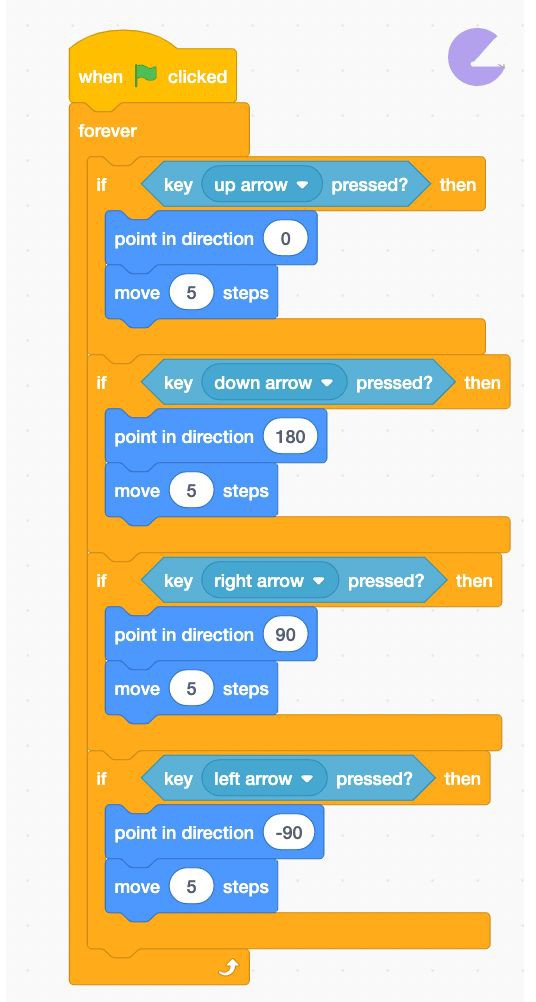 when clicked
forever
if key up arrow pressed? then
point in direction 0
move 5 steps
if key down arrow pressed? then
point in direction 180
move 5 steps
if key right arrow pressed? then
point in direction 90
move 5 steps
if key left arrow pressed? then
point in direction -90
move 5 steps